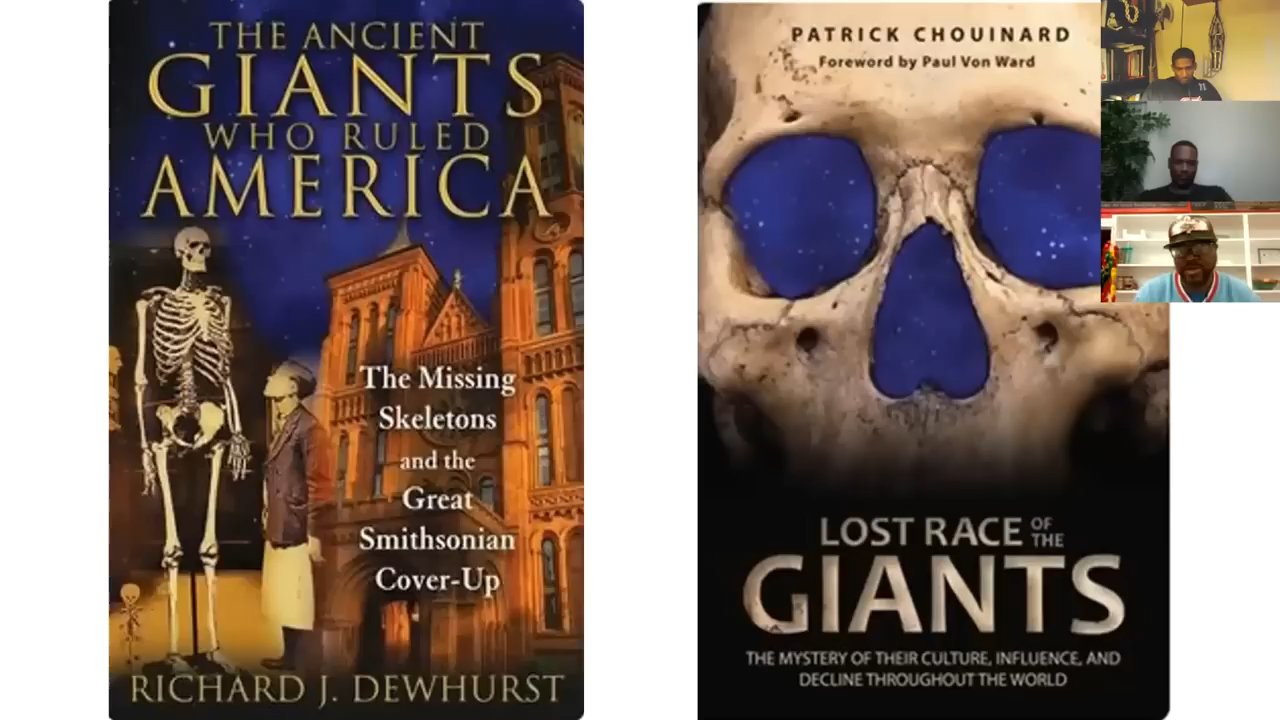 THE ANCIENT
GIANTS
WHO RULED
AMERICA
The Missing
Skeletons
and the
Great
Smithsonian
Cover-Up
RICHARD J. DEWHURST
PATRICK CHOUINARD
Foreword by Paul Von Ward
LOST RACE OF THE
GIANTS
THE MYSTERY OF THEIR CULTURE, INFLUENCE, AND
DECLINE THROUGHOUT THE WORLD